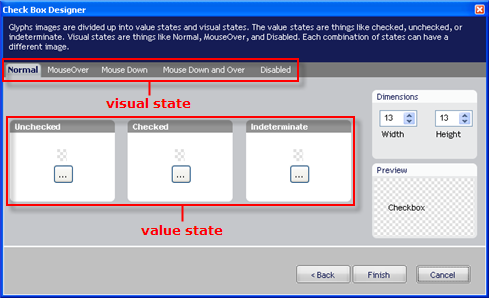 Check Box Designer
Glyphs images are divided up into value states and visual states. The value states are things like checked, unchecked, or
indeterminate. Visual states are things like Normal, MouseOver, and Disabled. Each combination of states can have a
different image.
Normal MouseOver Mouse Down Mouse Down and Over Disabled
visual state
Dimensions
13 13
Width Height
Unchecked Checked Indeterminate
... ... ...
Preview
Checkbox
value state
< Back Finish Cancel